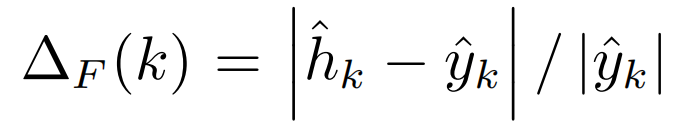 Δ_F(k) = |ĥ_k − ŷ_k| / |ŷ_k|